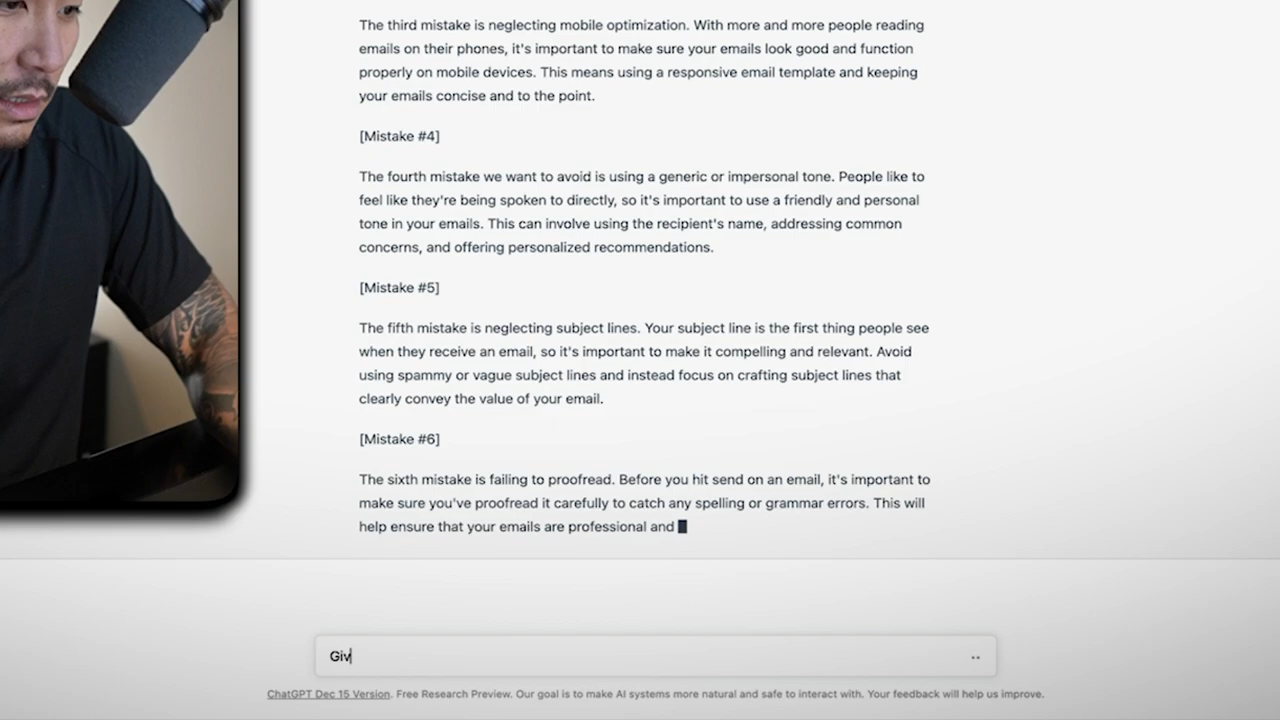 The third mistake is neglecting mobile optimization. With more and more people reading
emails on their phones, it's important to make sure your emails look good and function
properly on mobile devices. This means using a responsive email template and keeping
your emails concise and to the point.
[Mistake #4]
The fourth mistake we want to avoid is using a generic or impersonal tone. People like to
feel like they're being spoken to directly, so it's important to use a friendly and personal
tone in your emails. This can involve using the recipient's name, addressing common
concerns, and offering personalized recommendations.
[Mistake #5]
The fifth mistake is neglecting subject lines. Your subject line is the first thing people see
when they receive an email, so it's important to make it compelling and relevant. Avoid
using spammy or vague subject lines and instead focus on crafting subject lines that
clearly convey the value of your email.
[Mistake #6]
The sixth mistake is failing to proofread. Before you hit send on an email, it's important to
make sure you've proofread it carefully to catch any spelling or grammar errors. This will
help ensure that your emails are professional and
Giv
ChatGPT Dec 15 Version. Free Research Preview. Our goal is to make AI systems more natural and safe to interact with. Your feedback will help us improve.